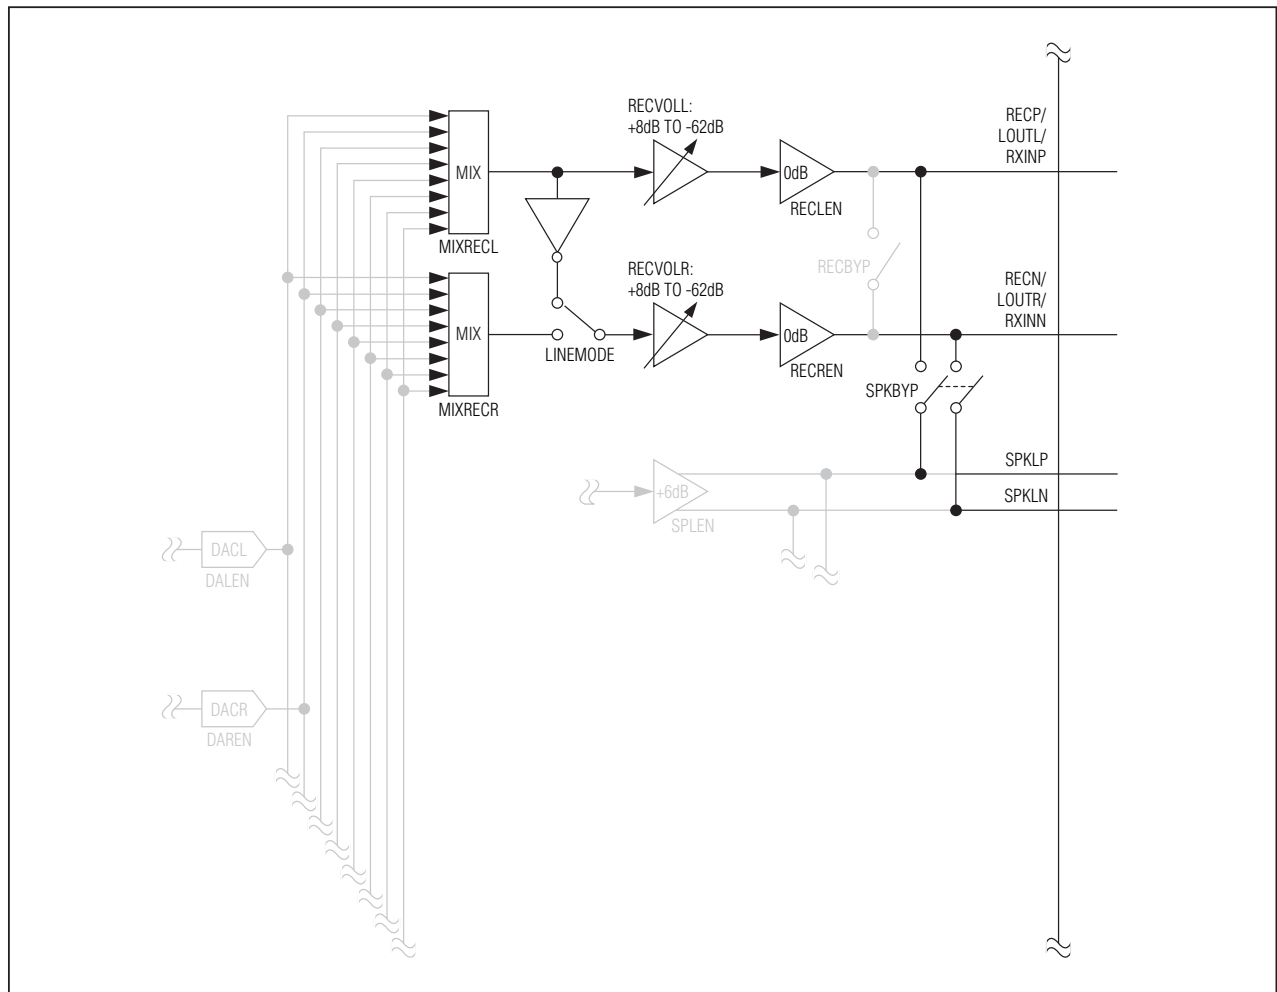 RECVOLL:
+8dB TO -62dB
RECP/
LOUTL/
RXINP
MIX
0dB
RECLEN
MIXRECL
RECVOLR:
+8dB TO -62dB
RECBYP
RECN/
LOUTR/
RXINN
MIX
LINEMODE
0dB
RECREN
MIXRECR
SPKBYP
SPKLP
+6dB
SPKLN
SPLEN
DACL
DALEN
DACR
DAREN